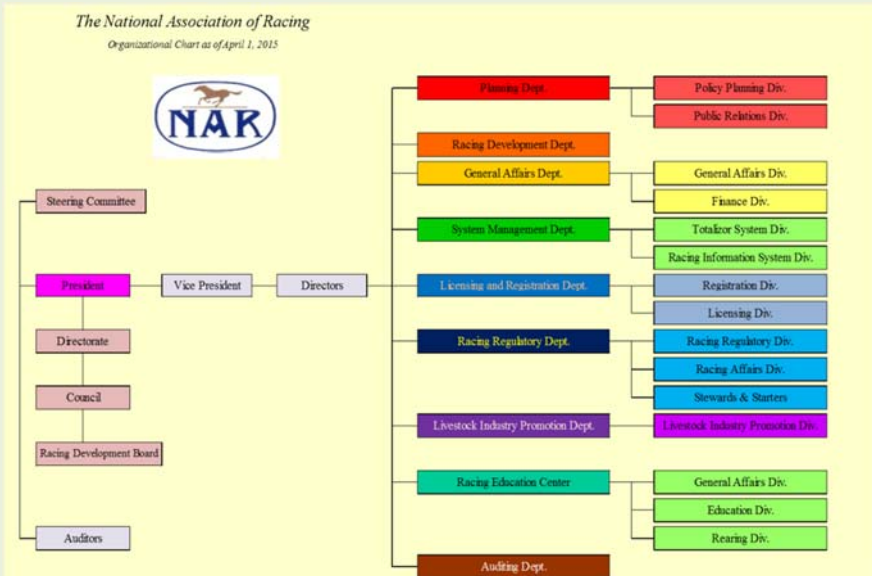 The National Association of Racing
Organizational Chart as of April 1, 2015
NAR
Planning Dept.
Policy Planning Div.
Public Relations Div.
Racing Development Dept.
General Affairs Dept.
General Affairs Div.
Steering Committee
Finance Div.
System Management Dept.
Totalizor System Div.
Racing Information System Div.
President
Vice President
Directors
Licensing and Registration Dept.
Registration Div.
Licensing Div.
Directorate
Racing Regulatory Dept.
Racing Regulatory Div.
Racing Affairs Div.
Council
Stewards & Starters
Livestock Industry Promotion Dept.
Livestock Industry Promotion Div.
Racing Development Board
Racing Education Center
General Affairs Div.
Education Div.
Auditors
Rearing Div.
Auditing Dept.